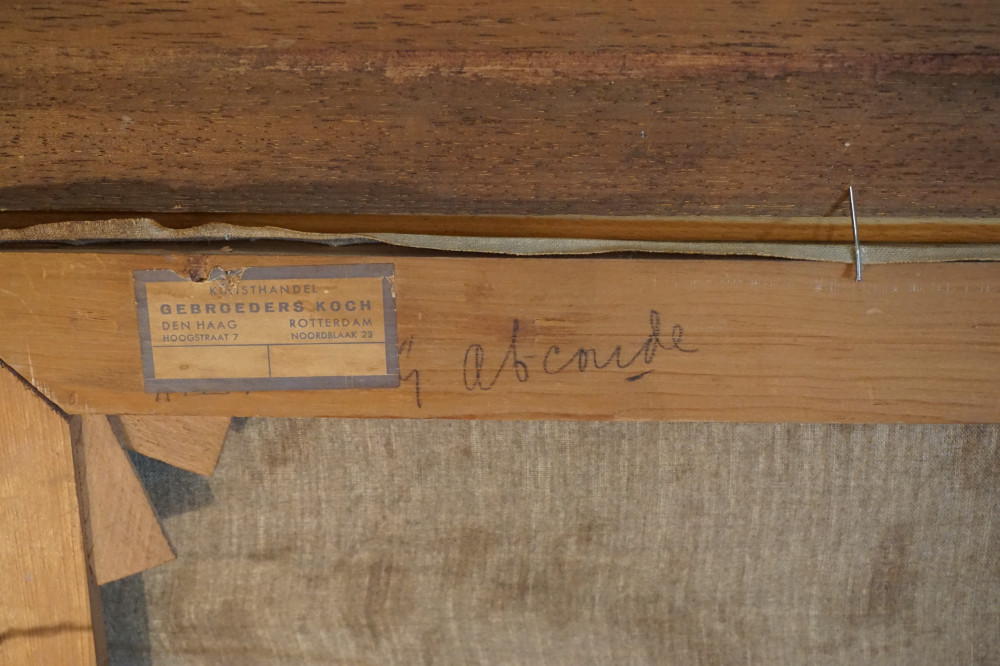 KUNSTHANDEL
GEBROEDERS KOCH
DEN HAAG ROTTERDAM
HOOGSTRAAT 7 NOORDBLAAK 29
Abcoude